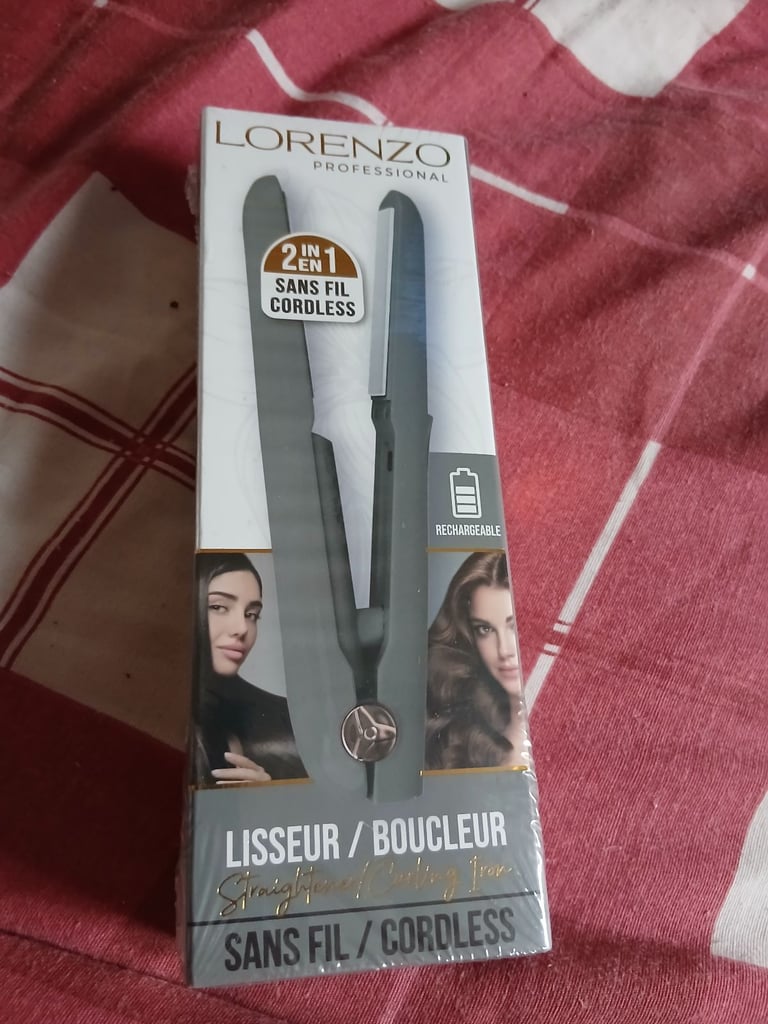 LORENZO
PROFESSIONAL
2 IN EN 1
SANS FIL
CORDLESS
RECHARGEABLE
LISSEUR / BOUCLEUR
Straightener/Curling Iron
SANS FIL / CORDLESS